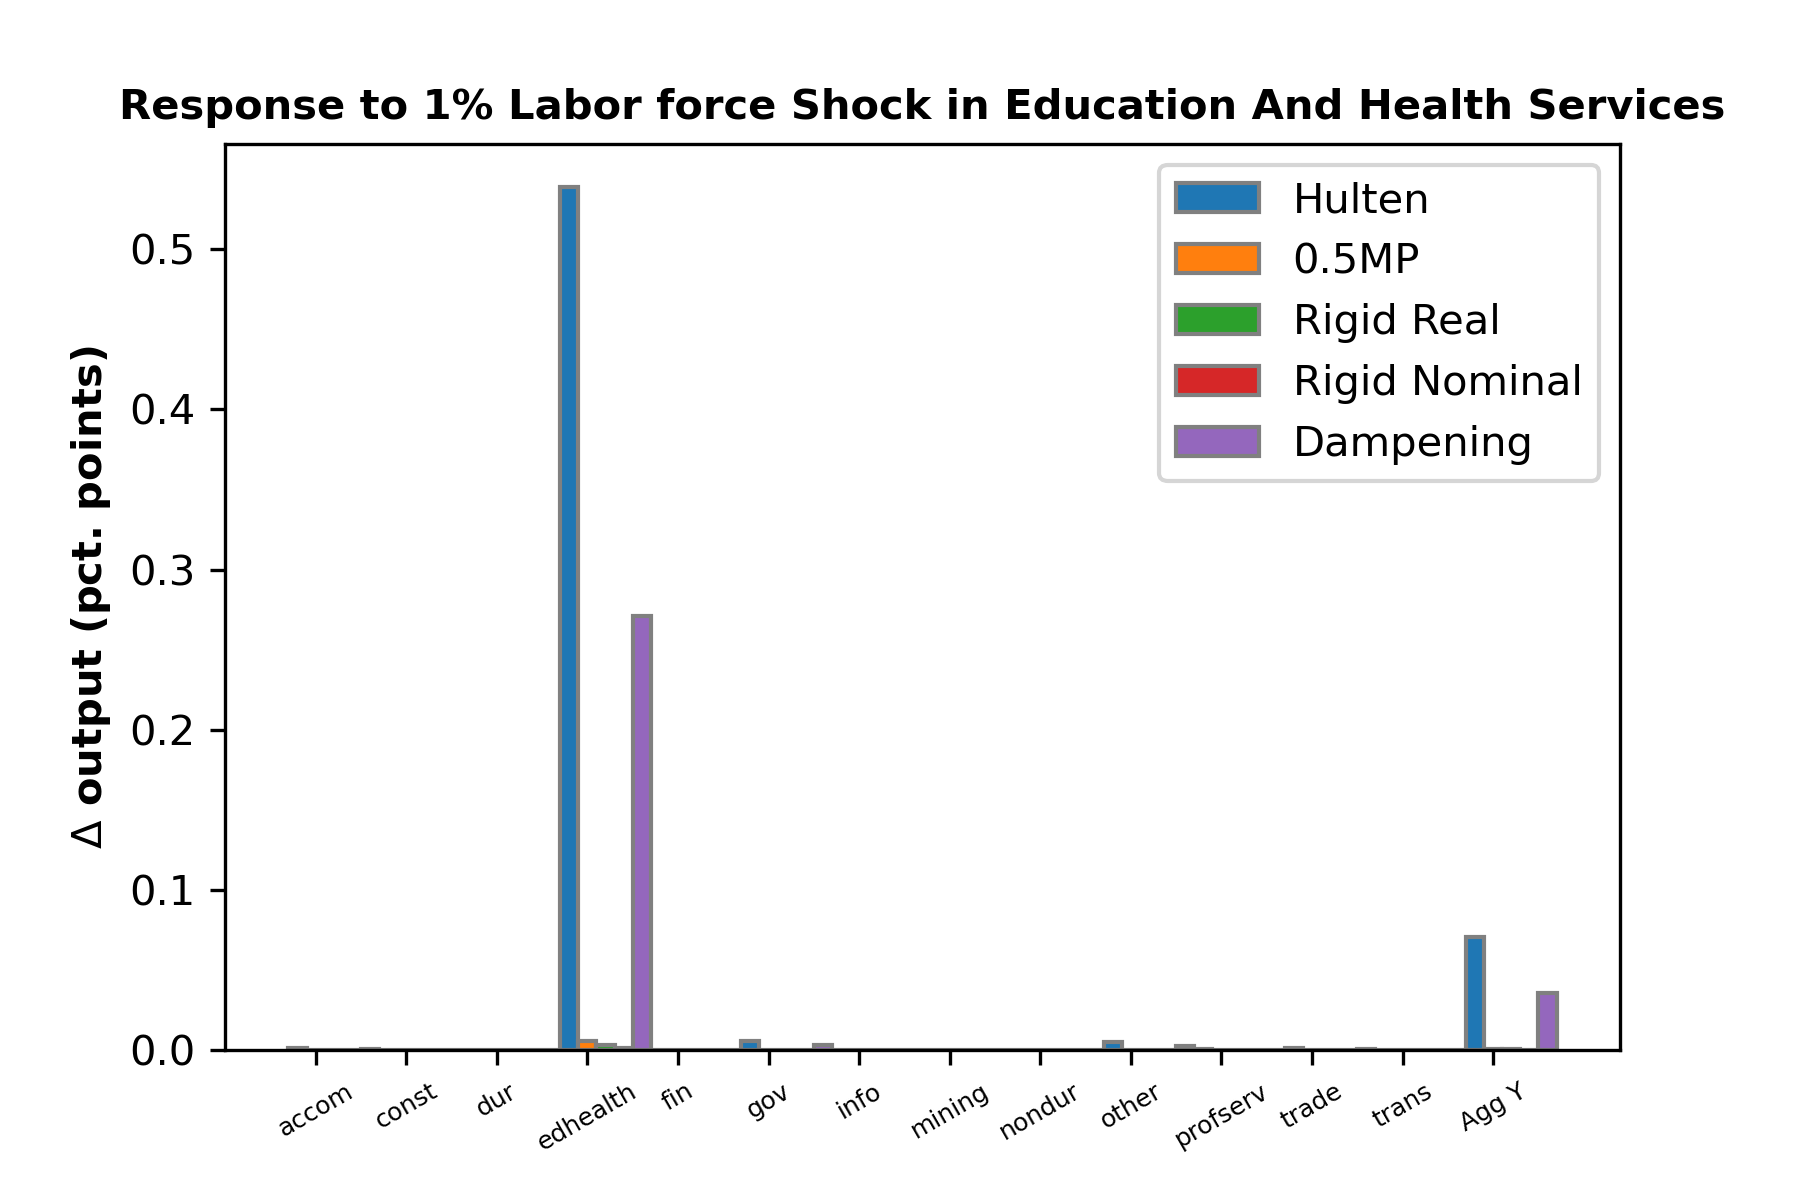 Response to 1% Labor force Shock in Education And Health Services
Δ output (pct. points)
0.5
0.4
0.3
0.2
0.1
0.0
Hulten
0.5MP
Rigid Real
Rigid Nominal
Dampening
accom
const
dur
edhealth
fin
gov
info
mining
nondur
other
profserv
trade
trans
Agg Y